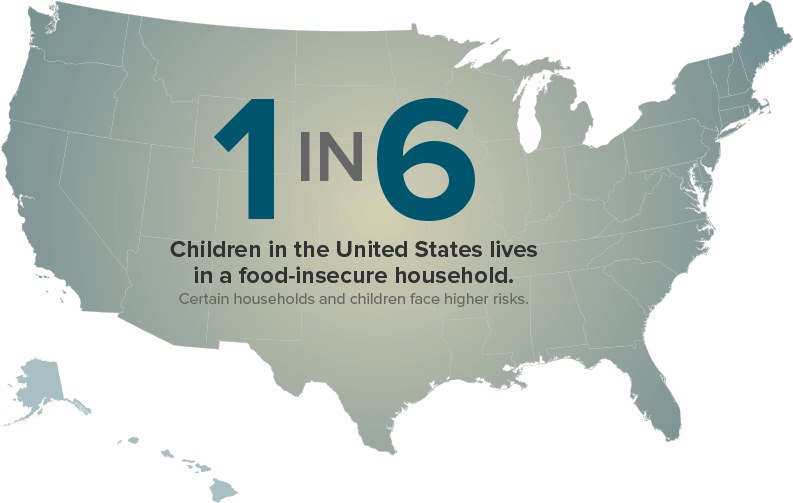 1 IN 6
Children in the United States lives
in a food-insecure household.
Certain households and children face higher risks.